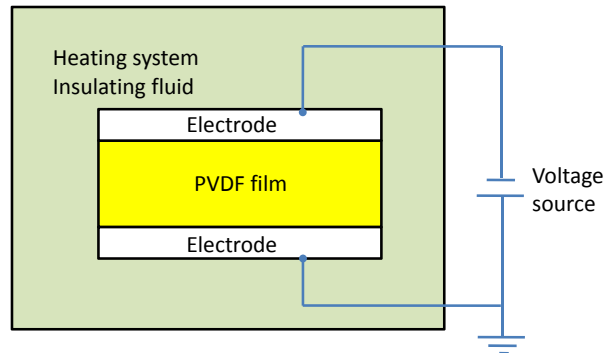 Heating system
Insulating fluid
Electrode
PVDF film
Electrode
Voltage
source